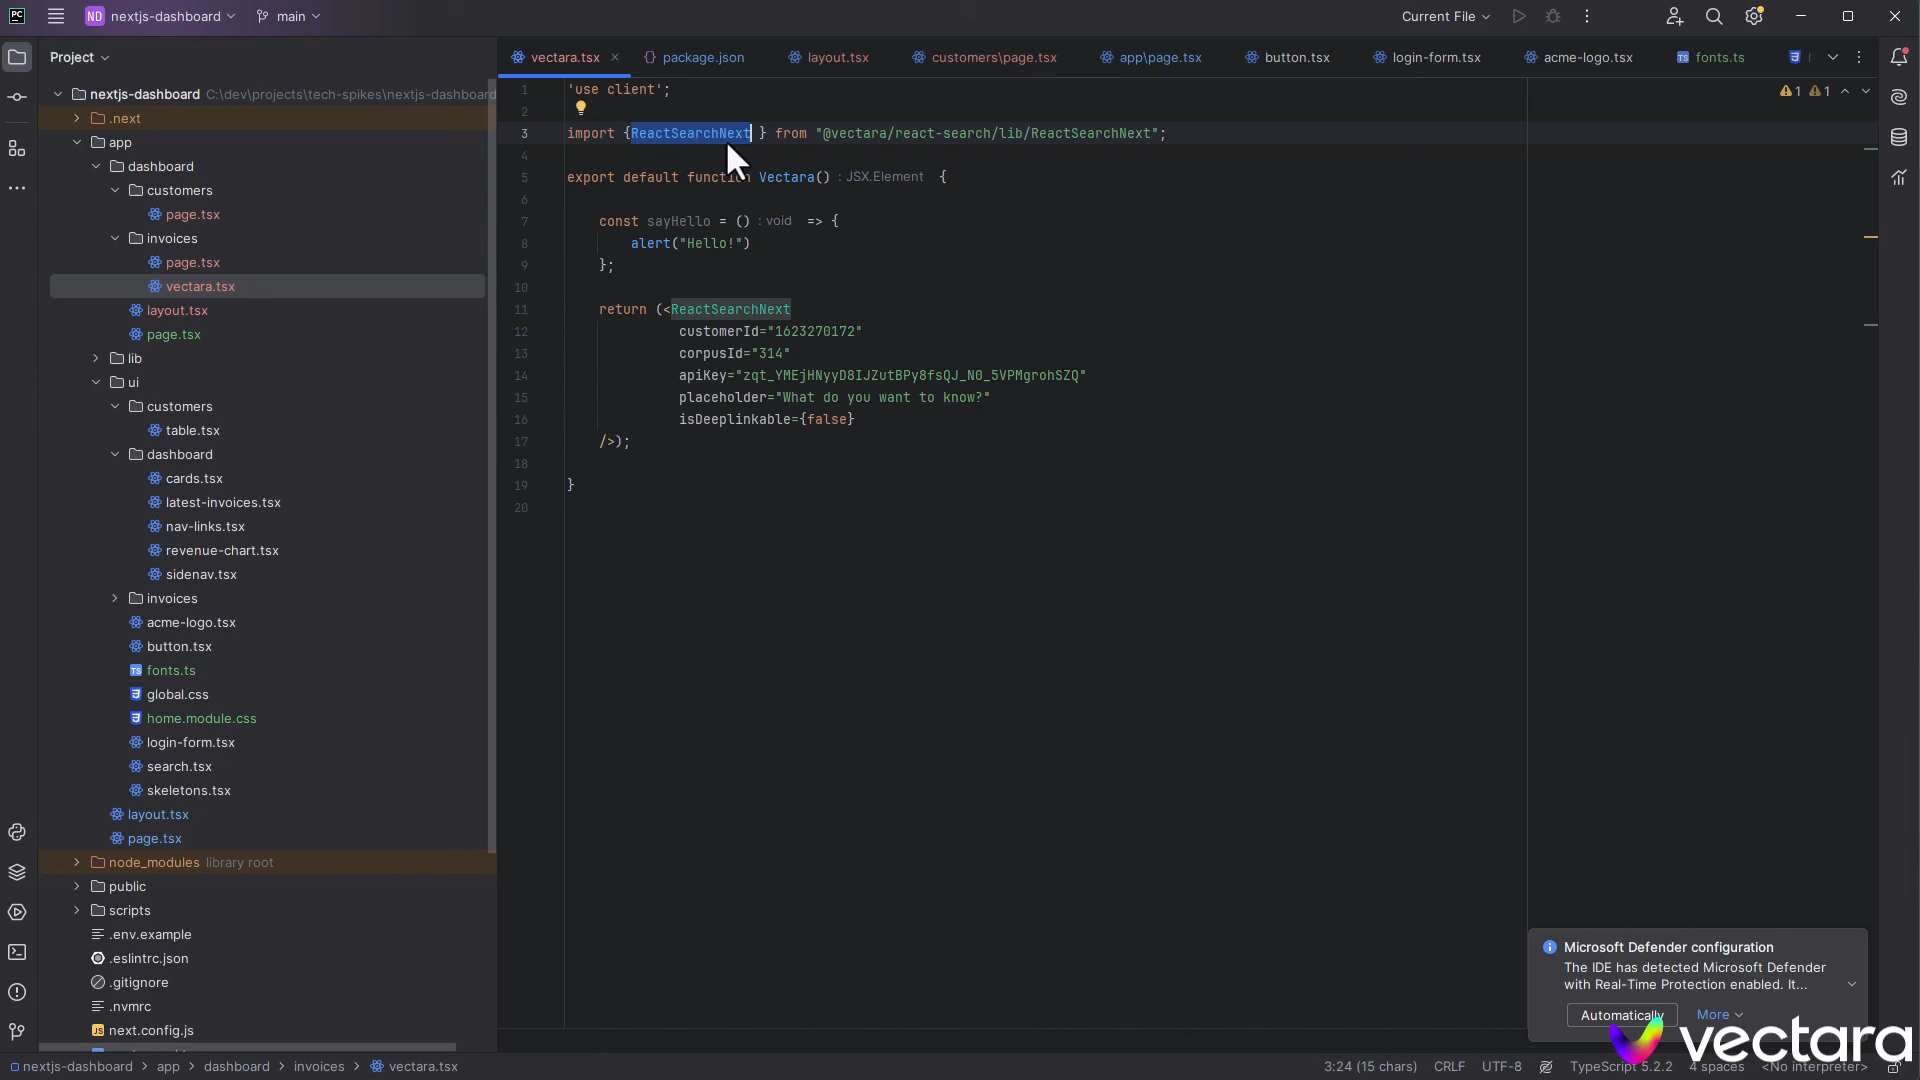 PC
ND nextjs-dashboard main
Current File
Project
vectara.tsx
package.json
layout.tsx
customers\page.tsx
app\page.tsx
button.tsx
login-form.tsx
acme-logo.tsx
fonts.ts
nextjs-dashboard C:\dev\projects\tech-spikes\nextjs-dashboard
.next
app
dashboard
customers
page.tsx
invoices
page.tsx
vectara.tsx
layout.tsx
page.tsx
lib
ui
customers
table.tsx
dashboard
cards.tsx
latest-invoices.tsx
nav-links.tsx
revenue-chart.tsx
sidenav.tsx
invoices
acme-logo.tsx
button.tsx
fonts.ts
global.css
home.module.css
login-form.tsx
search.tsx
skeletons.tsx
layout.tsx
page.tsx
node_modules library root
public
scripts
.env.example
.eslintrc.json
.gitignore
.nvmrc
next.config.js
1 'use client';
2
3 import {ReactSearchNext } from "@vectara/react-search/lib/ReactSearchNext";
4
5 export default function Vectara() : JSX.Element {
6
7 const sayHello = () : void => {
8 alert("Hello!")
9 };
10
11 return (<ReactSearchNext
12 customerId="1623270172"
13 corpusId="314"
14 apiKey="zqt_YMEjHNyyD8IJZutBPy8fsQJ_N0_5VPMgrohSZQ"
15 placeholder="What do you want to know?"
16 isDeeplinkable={false}
17 />);
18
19 }
20
1 1
Microsoft Defender configuration
The IDE has detected Microsoft Defender
with Real-Time Protection enabled. It...
Automatically More
vectara
nextjs-dashboard > app > dashboard > invoices > vectara.tsx
3:24 (15 chars) CRLF UTF-8 TypeScript 5.2.2 4 spaces <No interpreter>